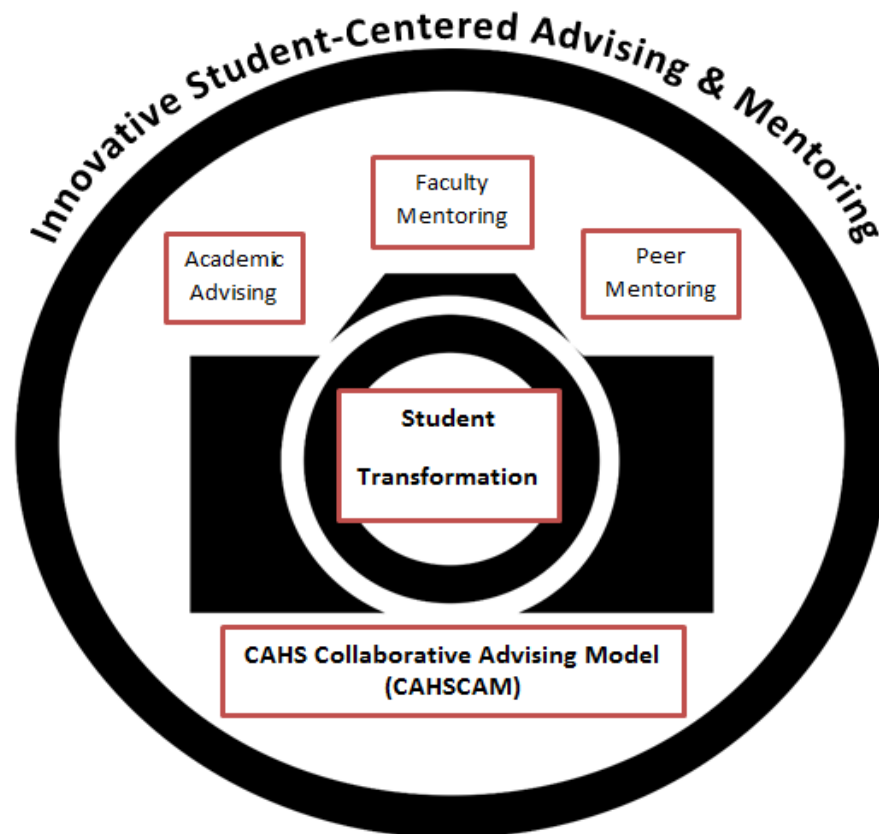 Innovative Student-Centered Advising & Mentoring
Faculty
Mentoring
Academic
Advising
Peer
Mentoring
Student
Transformation
CAHS Collaborative Advising Model
(CAHSCAM)